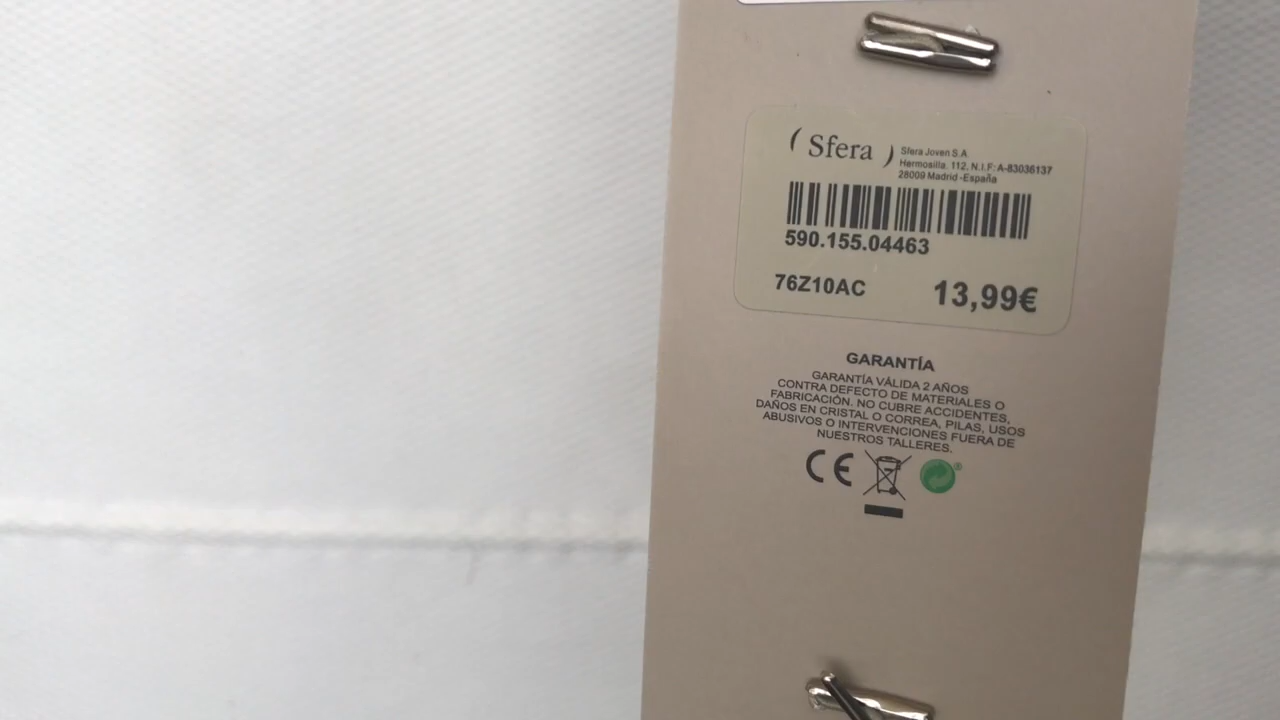 Sfera
Sfera Joven S.A.
Hermosilla, 112, N.I.F: A-83036137
28009 Madrid -España
590.155.04463
76Z10AC
13,99€
GARANTÍA
GARANTÍA VÁLIDA 2 AÑOS
CONTRA DEFECTO DE MATERIALES O
FABRICACIÓN. NO CUBRE ACCIDENTES,
DAÑOS EN CRISTAL O CORREA, PILAS, USOS
ABUSIVOS O INTERVENCIONES FUERA DE
NUESTROS TALLERES.
CE